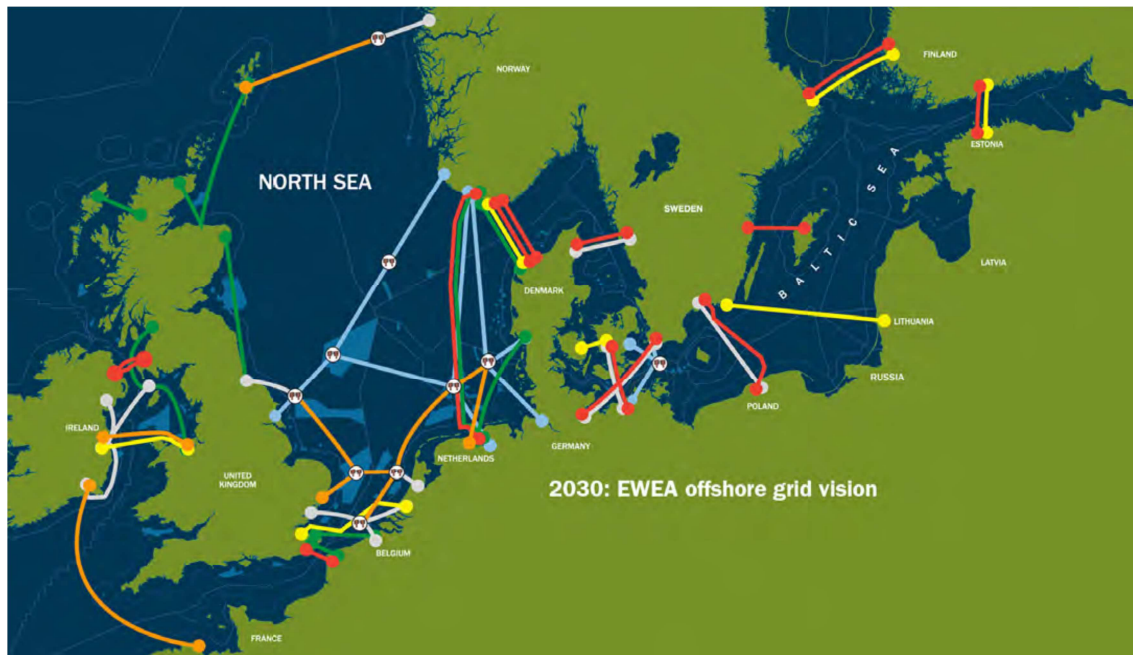 NORWAY
FINLAND
ESTONIA
NORTH SEA
SWEDEN
BALTIC SEA
LATVIA
DENMARK
LITHUANIA
RUSSIA
POLAND
IRELAND
GERMANY
NETHERLANDS
UNITED
KINGDOM
2030: EWEA offshore grid vision
BELGIUM
FRANCE